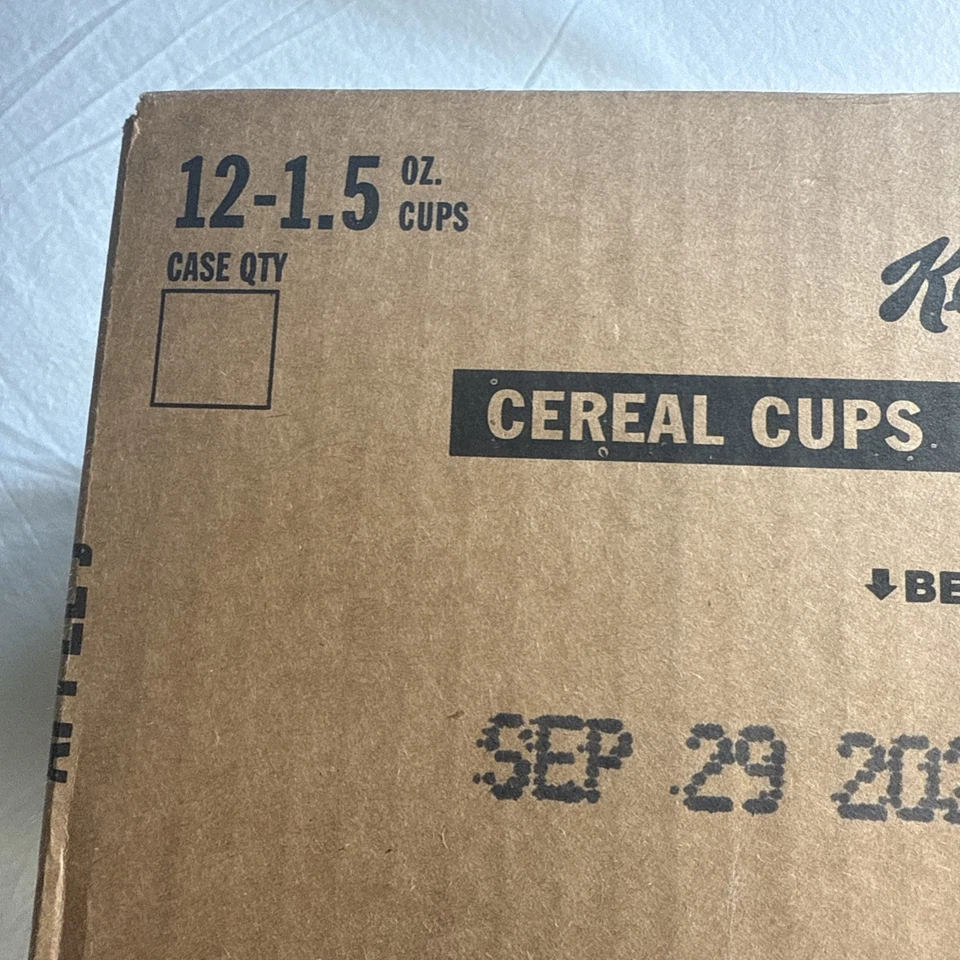 12-1.5 OZ.
CUPS
CASE QTY
CEREAL CUPS
SEP 29